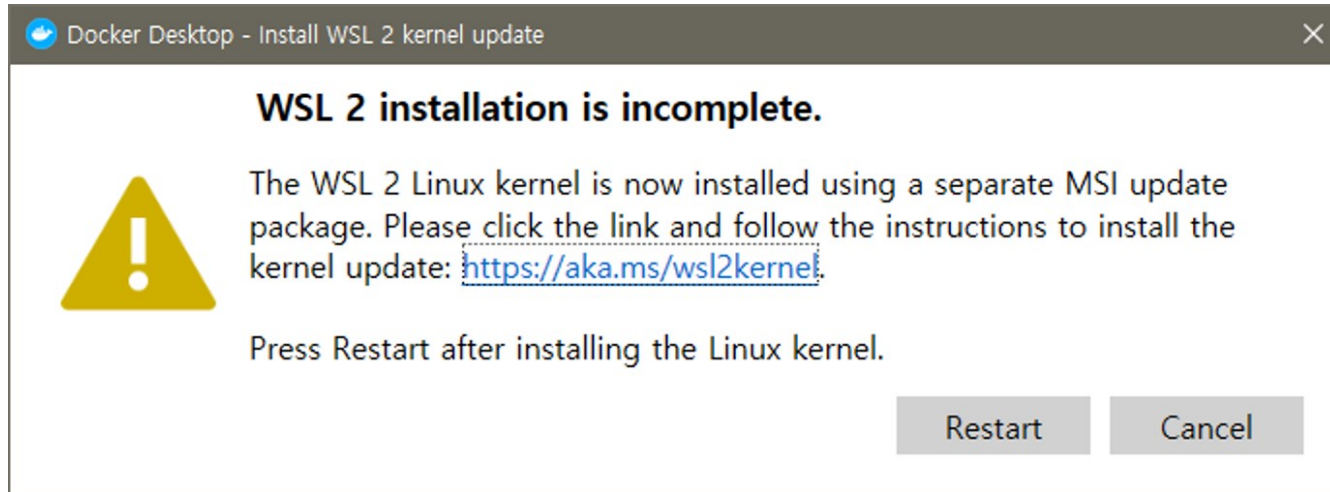 Docker Desktop - Install WSL 2 kernel update
WSL 2 installation is incomplete.
The WSL 2 Linux kernel is now installed using a separate MSI update
package. Please click the link and follow the instructions to install the
kernel update: https://aka.ms/wsl2kernel.
Press Restart after installing the Linux kernel.
Restart
Cancel